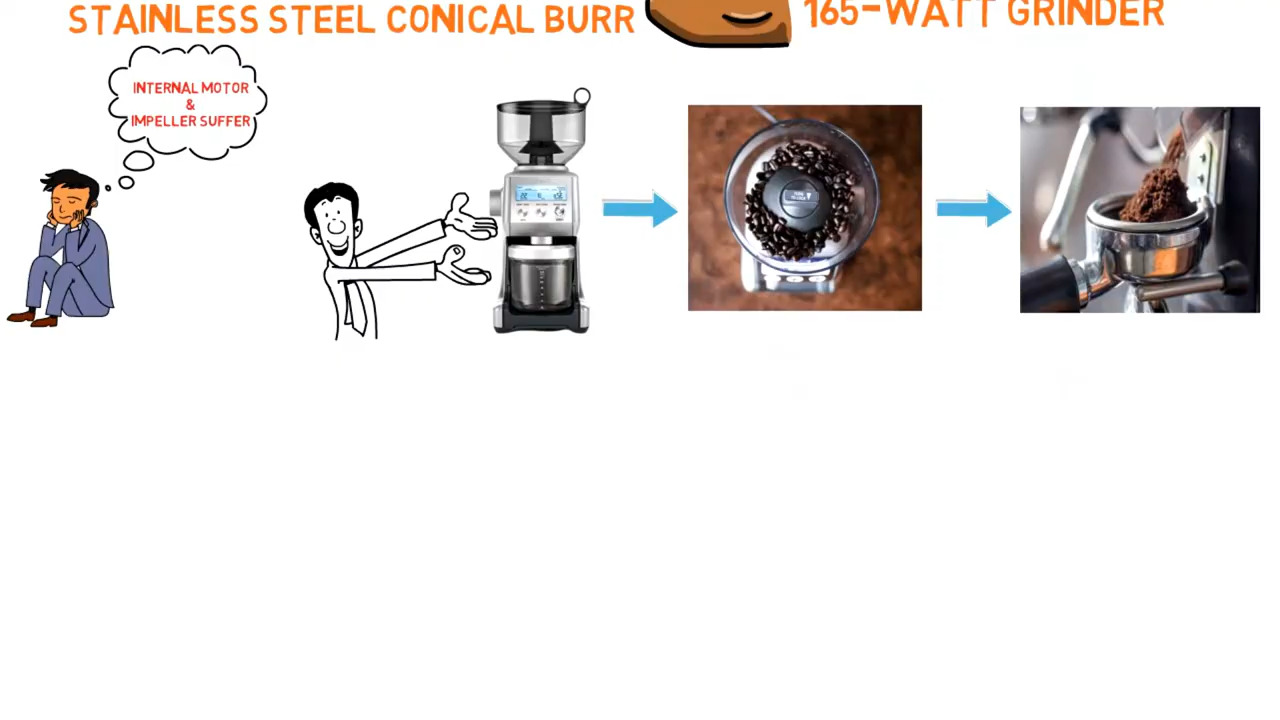 STAINLESS STEEL CONICAL BURR
165-WATT GRINDER
INTERNAL MOTOR
&
IMPELLER SUFFER